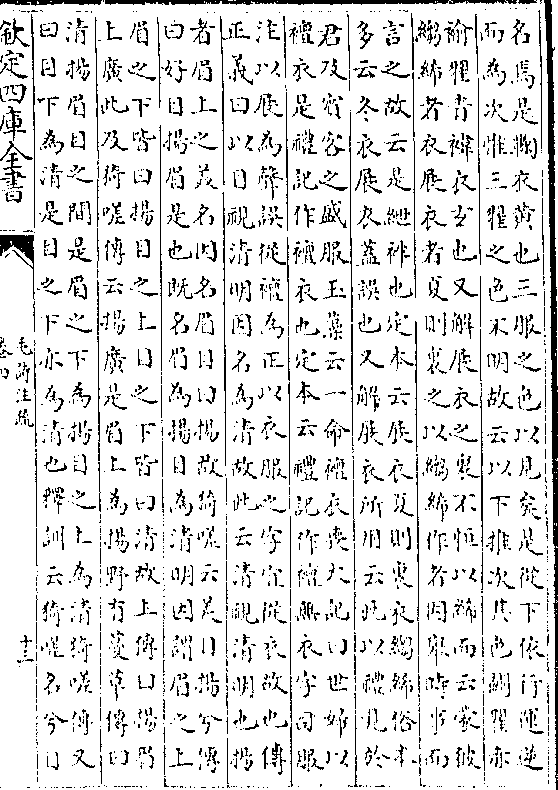 名焉是鞠衣黄也三服之色以見矣是從下依行運逆
而為次惟三翟之色不明故云以下推次其色闕翟赤
揄翟青褘衣玄也又解展衣之裏不恒以絺而云蒙彼
縐絺者衣展衣者夏則裏之以縐絺作者因舉時事而
言之故云是紲袢也定本云展衣夏則裏衣縐絺俗本
多云冬衣展衣蓋誤也又解展衣所用云此以禮見於
君及賓客之盛服玉藻云一命襢衣喪大記曰世婦以
襢衣是禮記作襢衣也定本云禮記作襢無衣字司服
注以展為聲誤從襢為正以衣服之字宜從衣故也傳
正義曰以目視清明因名為清故此云清視清明也揚
者眉上之美名因名眉目曰揚故猗嗟云美目揚兮傳
曰好目揚眉是也既名眉為揚目為清明因謂眉之上
眉之下皆曰揚目之上目之下皆曰清故上傳曰揚眉
上廣此及猗嗟傳云揚廣是眉上為揚野有蔓草傳曰
清揚眉目之間是眉之下為揚目之上為清猗嗟傳又
曰目下為清是目之下亦為清也釋訓云猗嗟名兮目
欽定四庫全書
毛詩注疏
卷四
十三